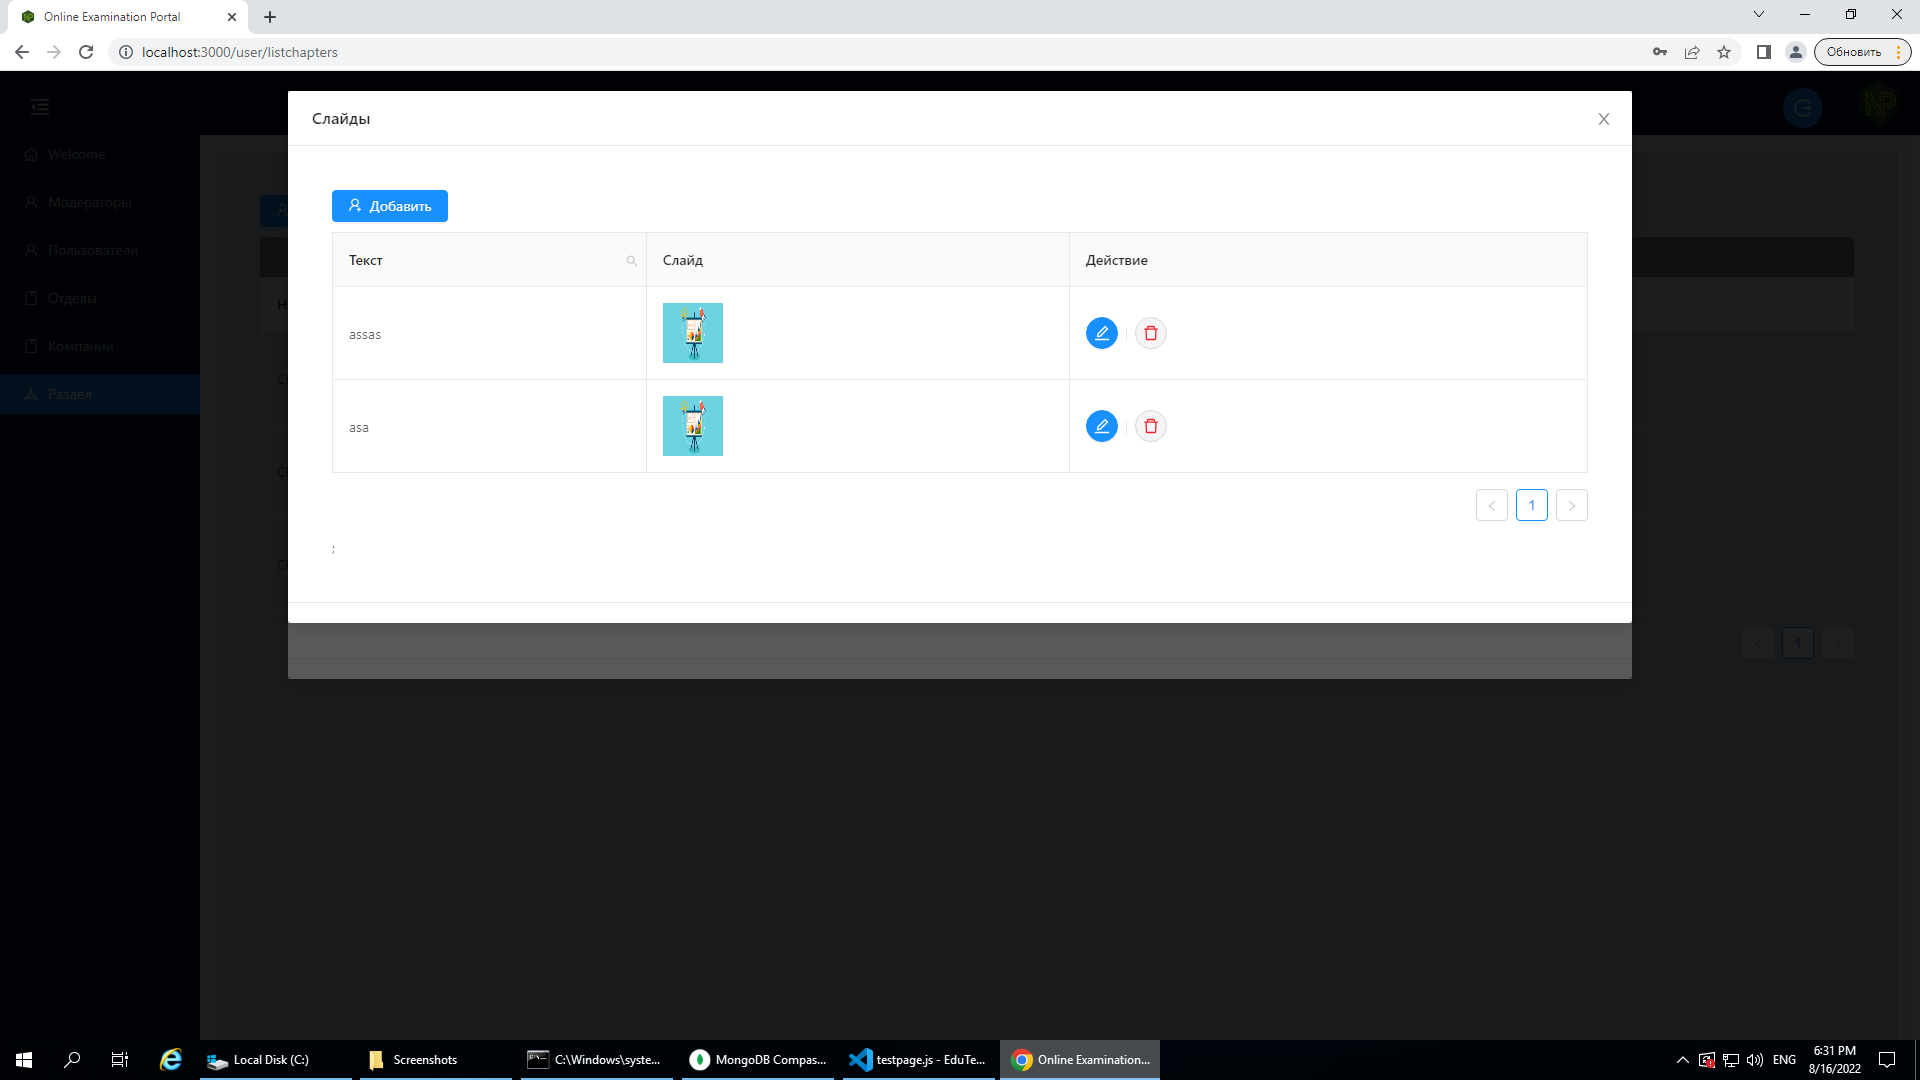 Online Examination Portal
localhost:3000/user/listchapters
Обновить
NP
Слайды
Welcome
Модераторы
Пользователи
Отделы
Компании
Раздел
Добавить
Текст Слайд Действие
assas
asa
< 1 >
;
< 1 >
Local Disk (C:)
Screenshots
C:\Windows\syste...
MongoDB Compas...
testpage.js - EduTe...
Online Examination...
ENG
6:31 PM
8/16/2022